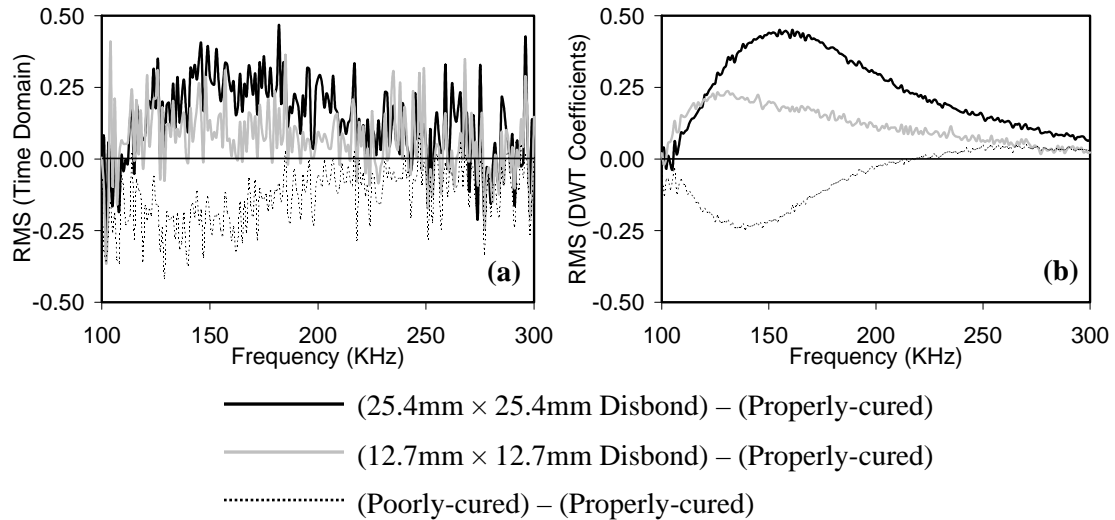 RMS (Time Domain)
0.50
0.25
0.00
-0.25
-0.50
(a)
100
150
200
250
300
Frequency (KHz)
RMS (DWT Coefficients)
0.50
0.25
0.00
-0.25
-0.50
(b)
100
150
200
250
300
Frequency (KHz)
(25.4mm × 25.4mm Disbond) – (Properly-cured)
(12.7mm × 12.7mm Disbond) – (Properly-cured)
(Poorly-cured) – (Properly-cured)